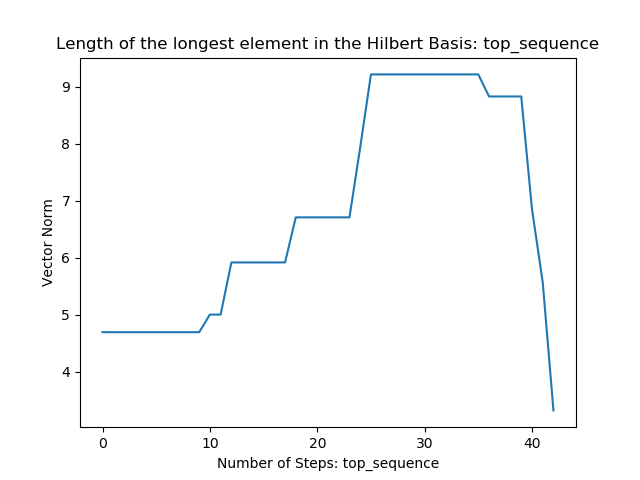 Length of the longest element in the Hilbert Basis: top_sequence
Vector Norm
9
8
7
6
5
4
0 10 20 30 40
Number of Steps: top_sequence